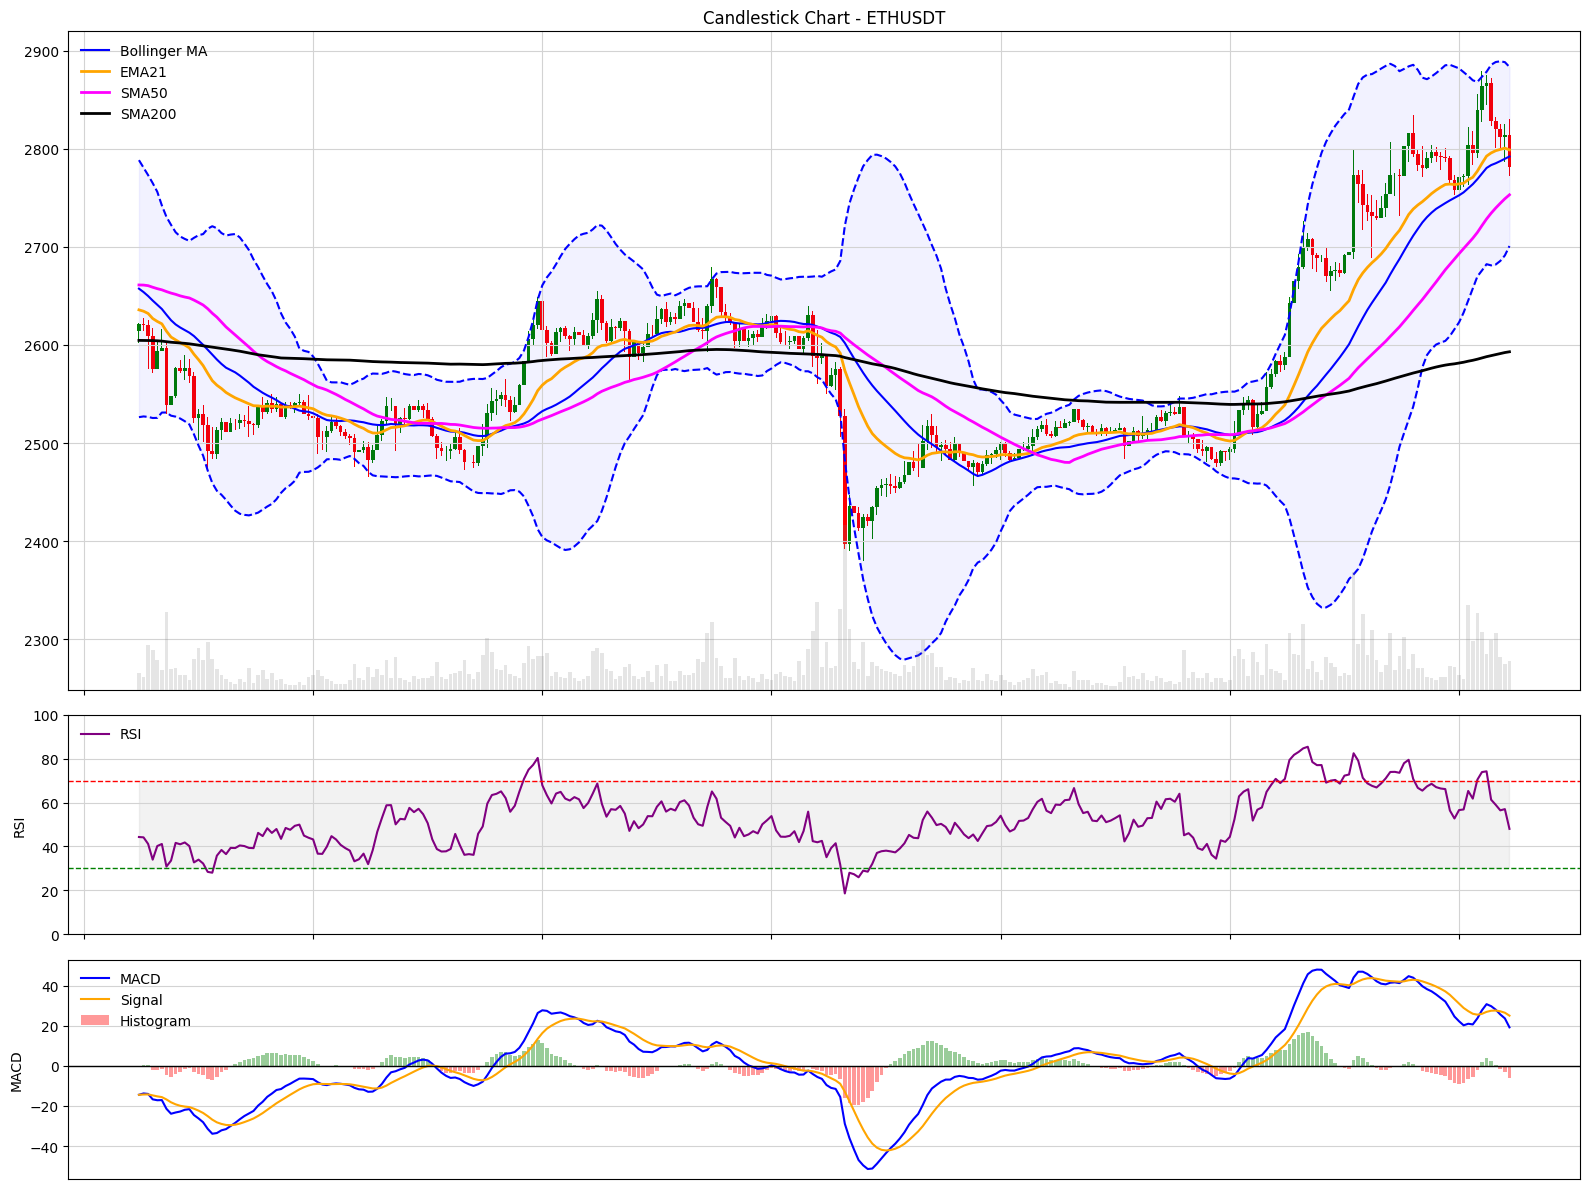 Candlestick Chart - ETHUSDT
Bollinger MA
EMA21
SMA50
SMA200
2900
2800
2700
2600
2500
2400
2300
RSI
100
80
60
40
20
0
RSI
MACD
Signal
Histogram
40
20
0
−20
−40
MACD